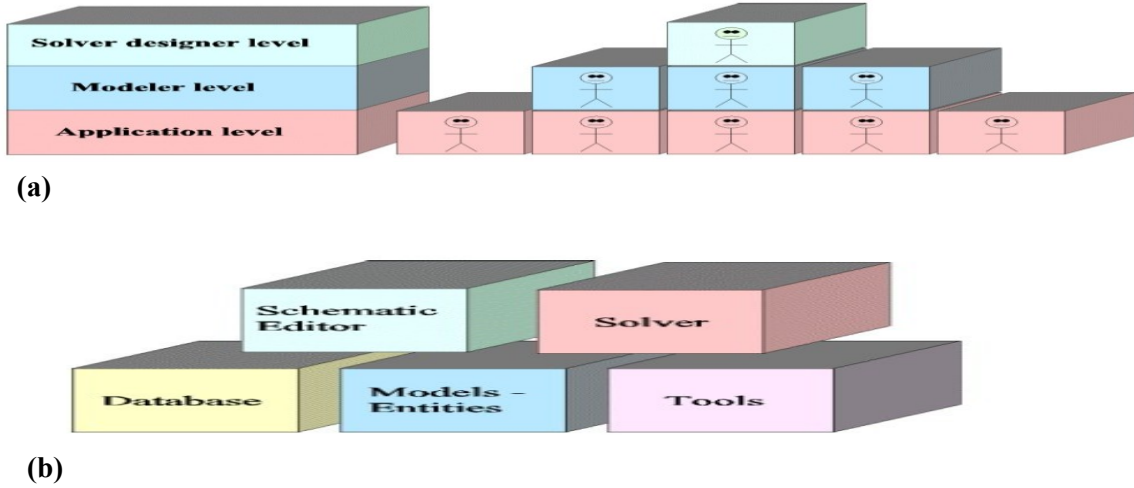 Solver designer level
Modeler level
Application level
(a)
Schematic
Editor
Solver
Database
Models -
Entities
Tools
(b)